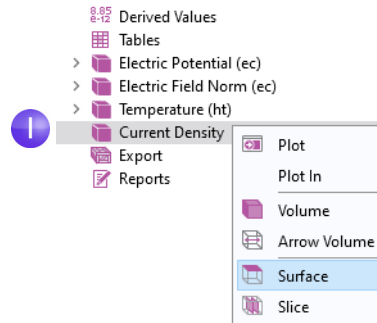 8.85
e-12 Derived Values
Tables
> Electric Potential (ec)
> Electric Field Norm (ec)
> Temperature (ht)
I Current Density
Export
Reports
Plot
Plot In
Volume
Arrow Volume
Surface
Slice